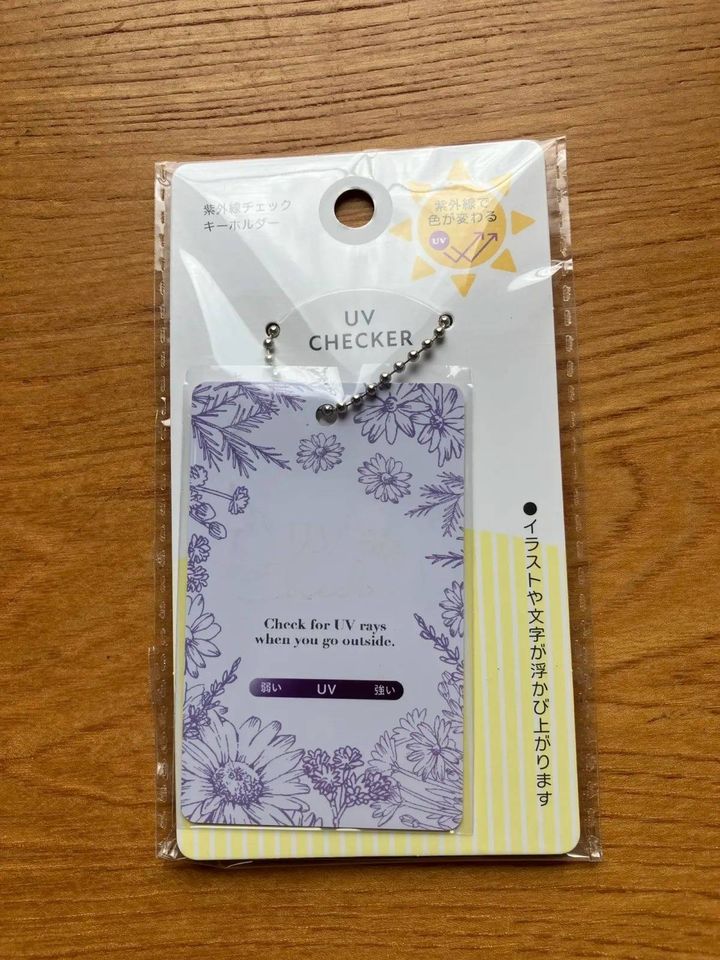 紫外線チェック
キーホルダー
紫外線で
色が変わる
UV
UV
CHECKER
Check for UV rays
when you go outside.
弱い UV 強い
●イラストや文字が浮かび上がります